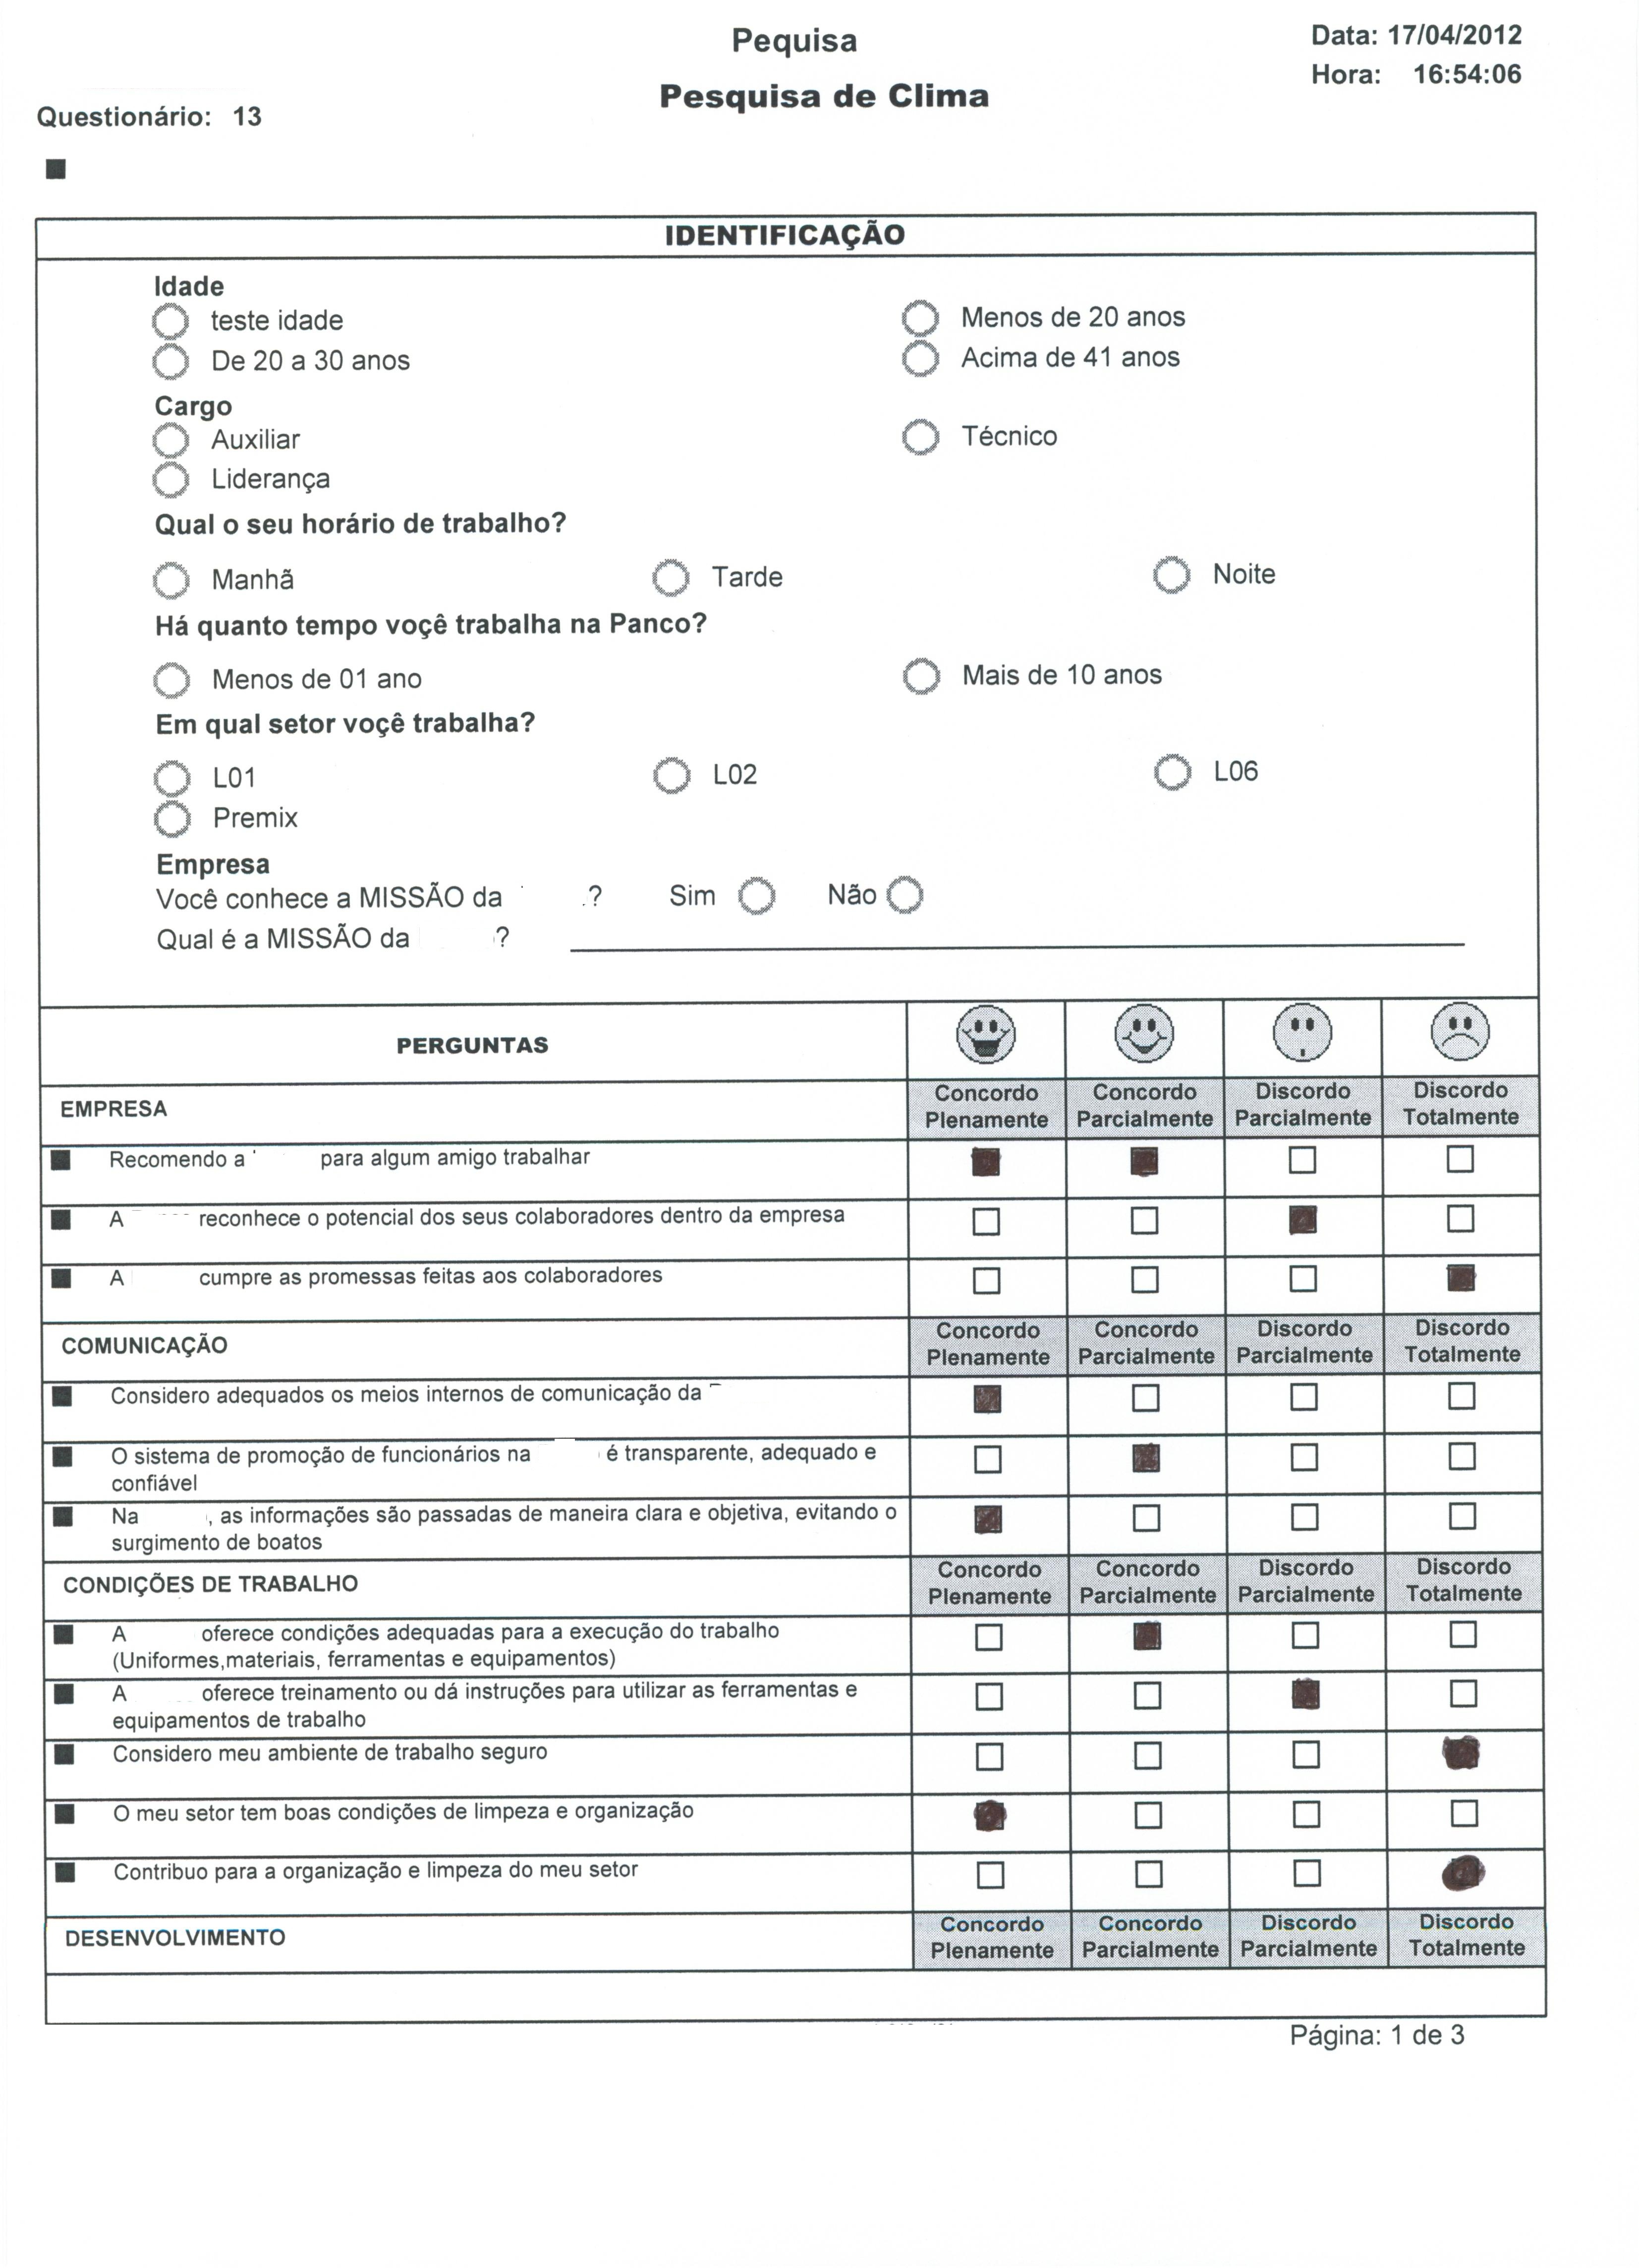 Pequisa
Data: 17/04/2012
Pesquisa de Clima
Hora: 16:54:06
Questionário: 13
IDENTIFICAÇÃO
Idade
teste idade Menos de 20 anos
De 20 a 30 anos Acima de 41 anos
Cargo
Auxiliar Técnico
Liderança
Qual o seu horário de trabalho?
Manhã Tarde Noite
Há quanto tempo voçê trabalha na Panco?
Menos de 01 ano Mais de 10 anos
Em qual setor voçê trabalha?
L01 L02 L06
Premix
Empresa
Você conhece a MISSÃO da ? Sim Não
Qual é a MISSÃO da ?
PERGUNTAS
EMPRESA Concordo Plenamente Concordo Parcialmente Discordo Parcialmente Discordo Totalmente
Recomendo a para algum amigo trabalhar
A reconhece o potencial dos seus colaboradores dentro da empresa
A cumpre as promessas feitas aos colaboradores
COMUNICAÇÃO Concordo Plenamente Concordo Parcialmente Discordo Parcialmente Discordo Totalmente
Considero adequados os meios internos de comunicação da
O sistema de promoção de funcionários na é transparente, adequado e
confiável
Na , as informações são passadas de maneira clara e objetiva, evitando o
surgimento de boatos
CONDIÇÕES DE TRABALHO Concordo Plenamente Concordo Parcialmente Discordo Parcialmente Discordo Totalmente
A oferece condições adequadas para a execução do trabalho
(Uniformes,materiais, ferramentas e equipamentos)
A oferece treinamento ou dá instruções para utilizar as ferramentas e
equipamentos de trabalho
Considero meu ambiente de trabalho seguro
O meu setor tem boas condições de limpeza e organização
Contribuo para a organização e limpeza do meu setor
DESENVOLVIMENTO Concordo Plenamente Concordo Parcialmente Discordo Parcialmente Discordo Totalmente
Página: 1 de 3